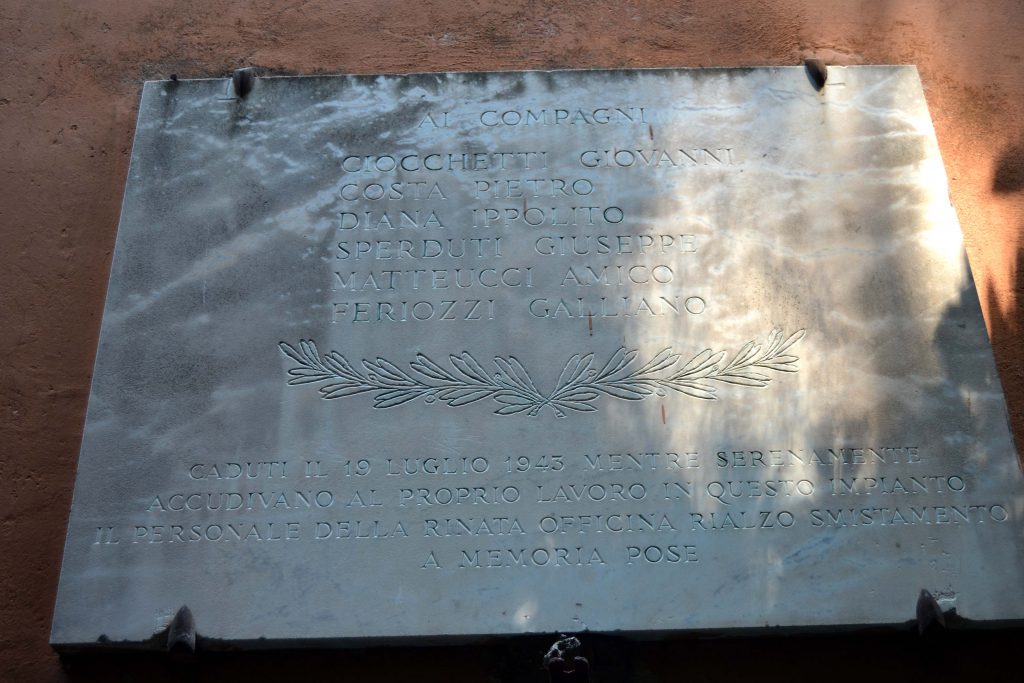 AI COMPAGNI
CIOCCHETTI GIOVANNI
COSTA PIETRO
DIANA IPPOLITO
SPERDUTI GIUSEPPE
MATTEUCCI AMICO
FERIOZZI GALLIANO
CADUTI IL 19 LUGLIO 1943 MENTRE SERENAMENTE
ACCUDIVANO AL PROPRIO LAVORO IN QUESTO IMPIANTO
IL PERSONALE DELLA RINATA OFFICINA RIALZO SMISTAMENTO
A MEMORIA POSE